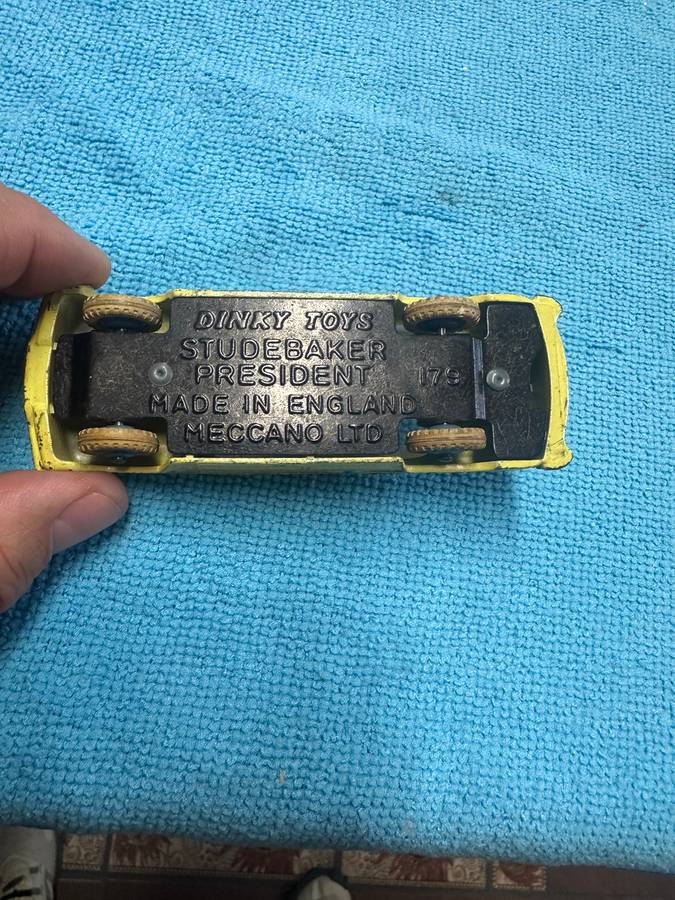 DINKY TOYS
STUDEBAKER
PRESIDENT 179
MADE IN ENGLAND
MECCANO LTD